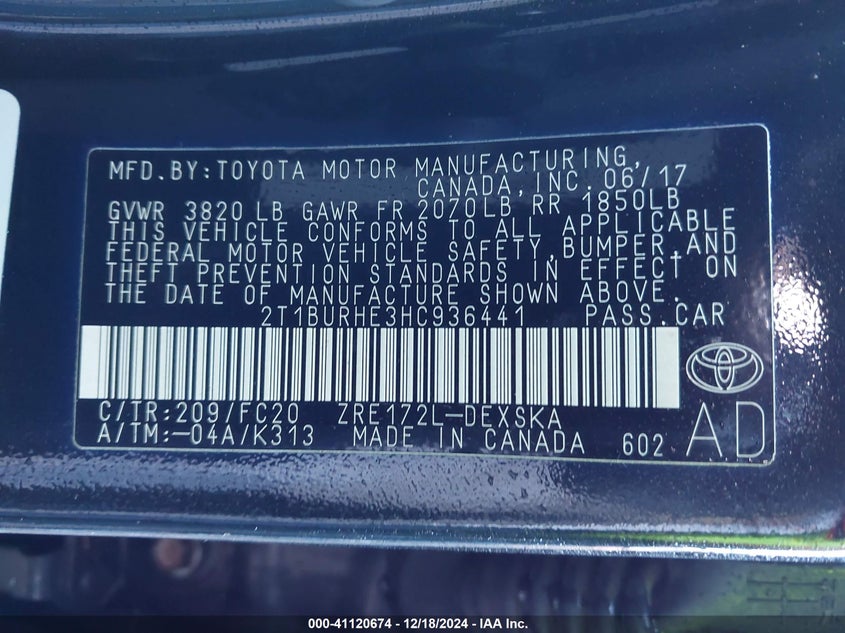 MFD.BY:TOYOTA MOTOR MANUFACTURING,
CANADA,INC. 06/17
GVWR 3820 LB GAWR FR 2070LB RR 1850LB
THIS VEHICLE CONFORMS TO ALL APPLICABLE
FEDERAL MOTOR VEHICLE SAFETY,BUMPER,AND
THEFT PREVENTION STANDARDS IN EFFECT ON
THE DATE OF MANUFACTURE SHOWN ABOVE.
2T1BURHE3HC936441 PASS.CAR
C/TR:209/FC20 ZRE172L-DEXSKA
A/TM:-04A/K313 MADE IN CANADA 602
AD
000-41120674 - 12/18/2024 - IAA Inc.